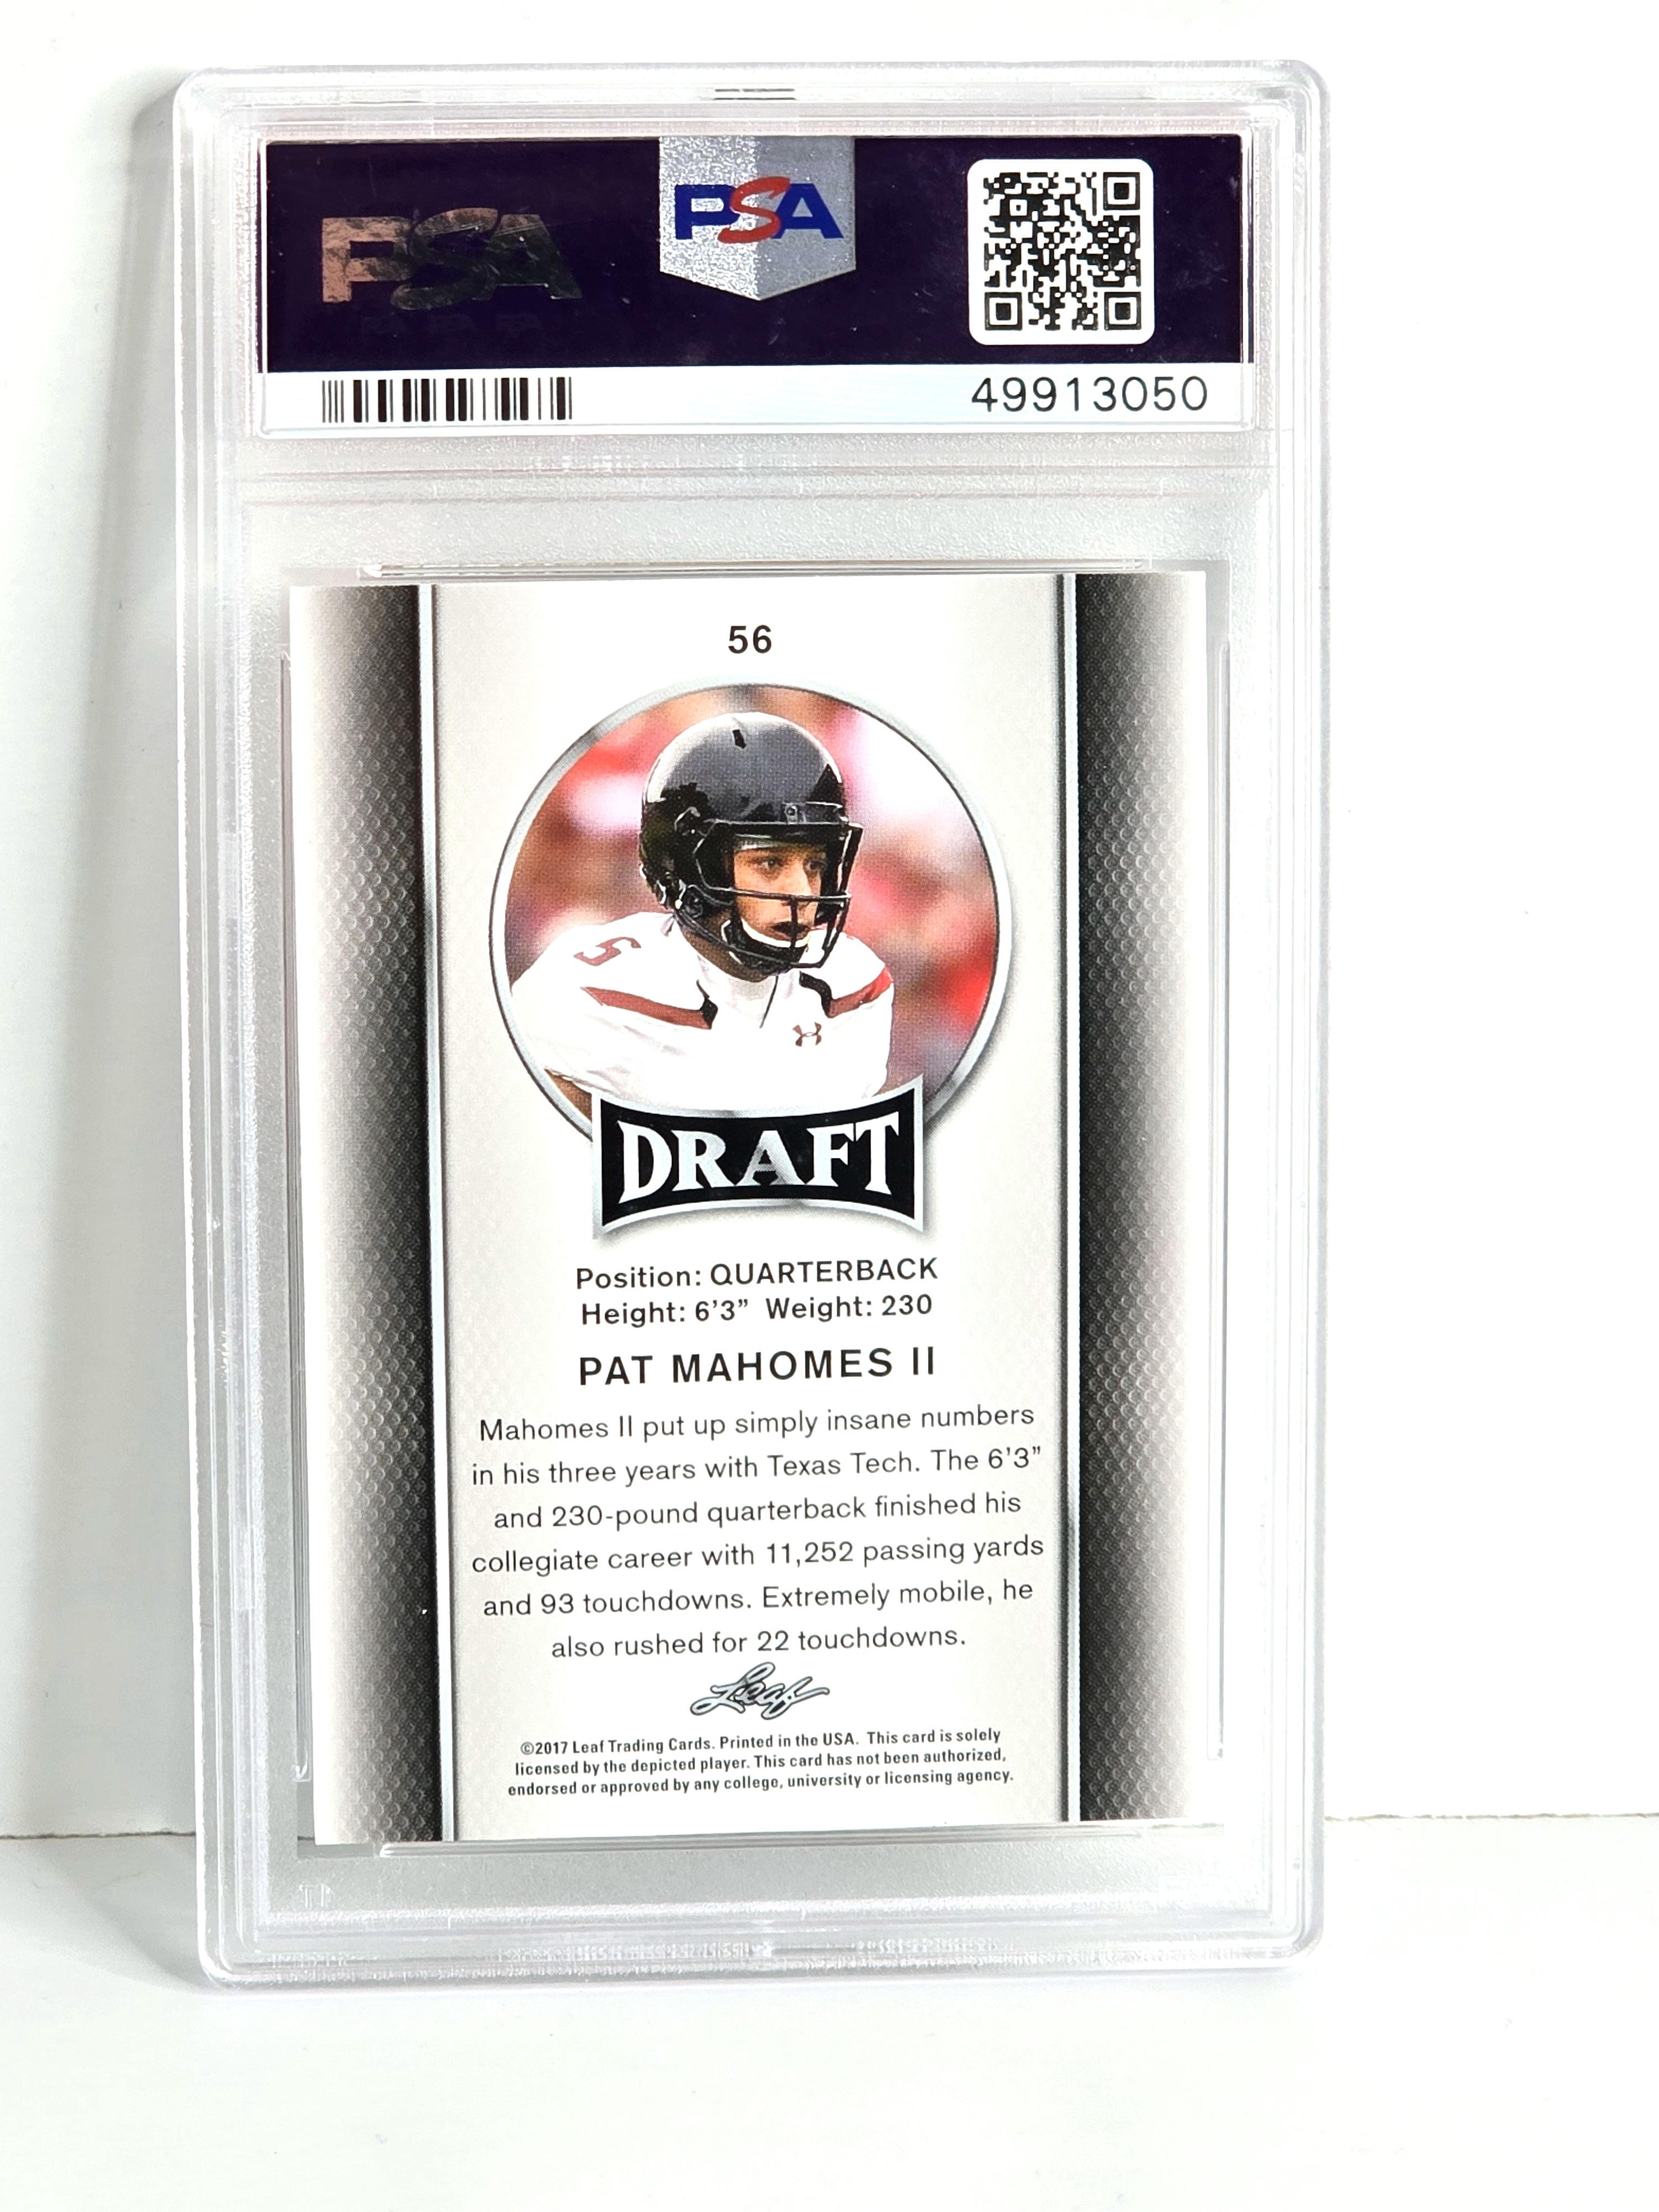 PSA
PSA
49913050
56
5
DRAFT
Position: QUARTERBACK
Height: 6'3” Weight: 230
PAT MAHOMES II
Mahomes II put up simply insane numbers
in his three years with Texas Tech. The 6'3”
and 230-pound quarterback finished his
collegiate career with 11,252 passing yards
and 93 touchdowns. Extremely mobile, he
also rushed for 22 touchdowns.
Leaf
©2017 Leaf Trading Cards. Printed in the USA. This card is solely
licensed by the depicted player. This card has not been authorized,
endorsed or approved by any college, university or licensing agency.